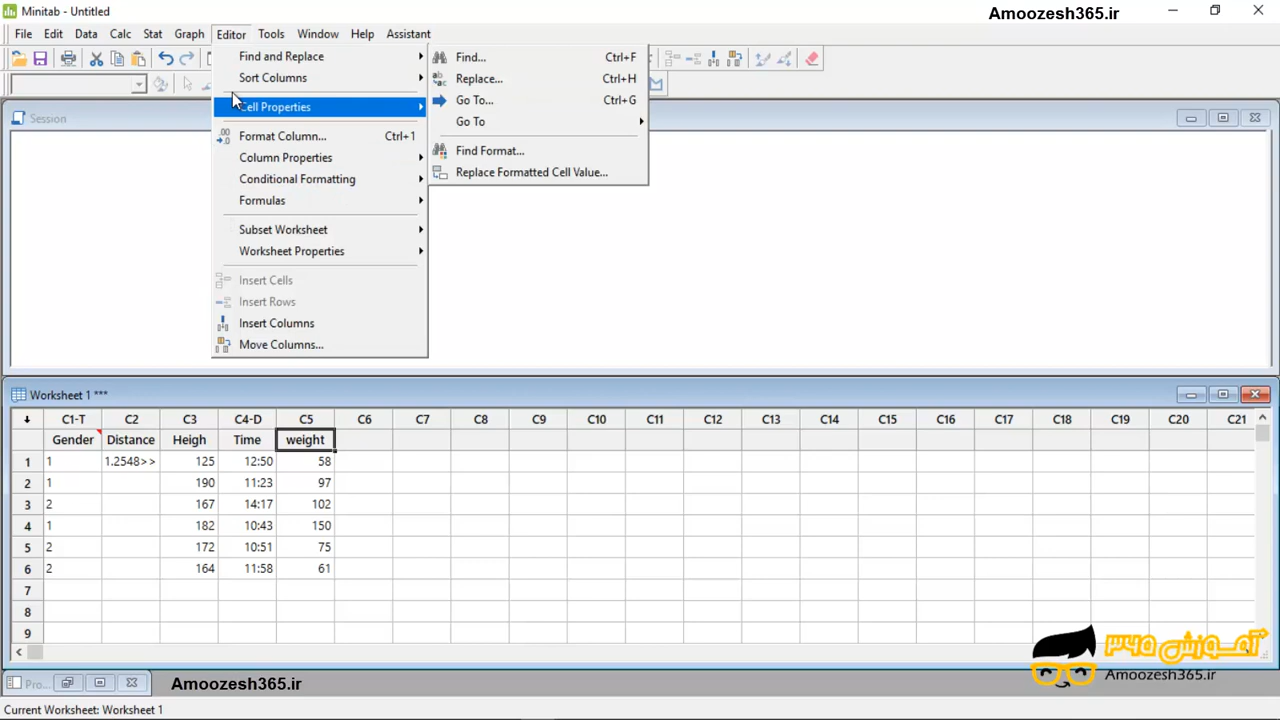 Minitab - Untitled
Amoozesh365.ir
File Edit Data Calc Stat Graph Editor Tools Window Help Assistant
Find and Replace
Sort Columns
Cell Properties
Format Column... Ctrl+1
Column Properties
Conditional Formatting
Formulas
Subset Worksheet
Worksheet Properties
Insert Cells
Insert Rows
Insert Columns
Move Columns...
Find... Ctrl+F
Replace... Ctrl+H
Go To... Ctrl+G
Go To
Find Format...
Replace Formatted Cell Value...
Session
Worksheet 1 ***
C1-T C2 C3 C4-D C5 C6 C7 C8 C9 C10 C11 C12 C13 C14 C15 C16 C17 C18 C19 C20 C21
Gender Distance Heigh Time weight
1 1 1.2548>> 125 12:50 58
2 1 190 11:23 97
3 2 167 14:17 102
4 1 182 10:43 150
5 2 172 10:51 75
6 2 164 11:58 61
7
8
9
آموزش ۳۶۵
Amoozesh365.ir
Pro...
Amoozesh365.ir
Current Worksheet: Worksheet 1